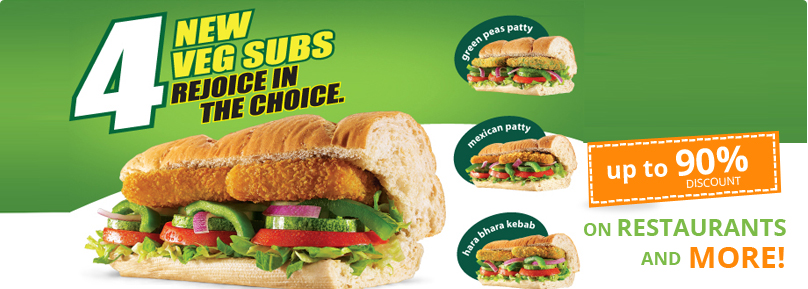 4
NEW
VEG SUBS
REJOICE IN
THE CHOICE.
green peas patty
mexican patty
hara bhara kebab
up to 90%
DISCOUNT
ON RESTAURANTS
AND MORE!